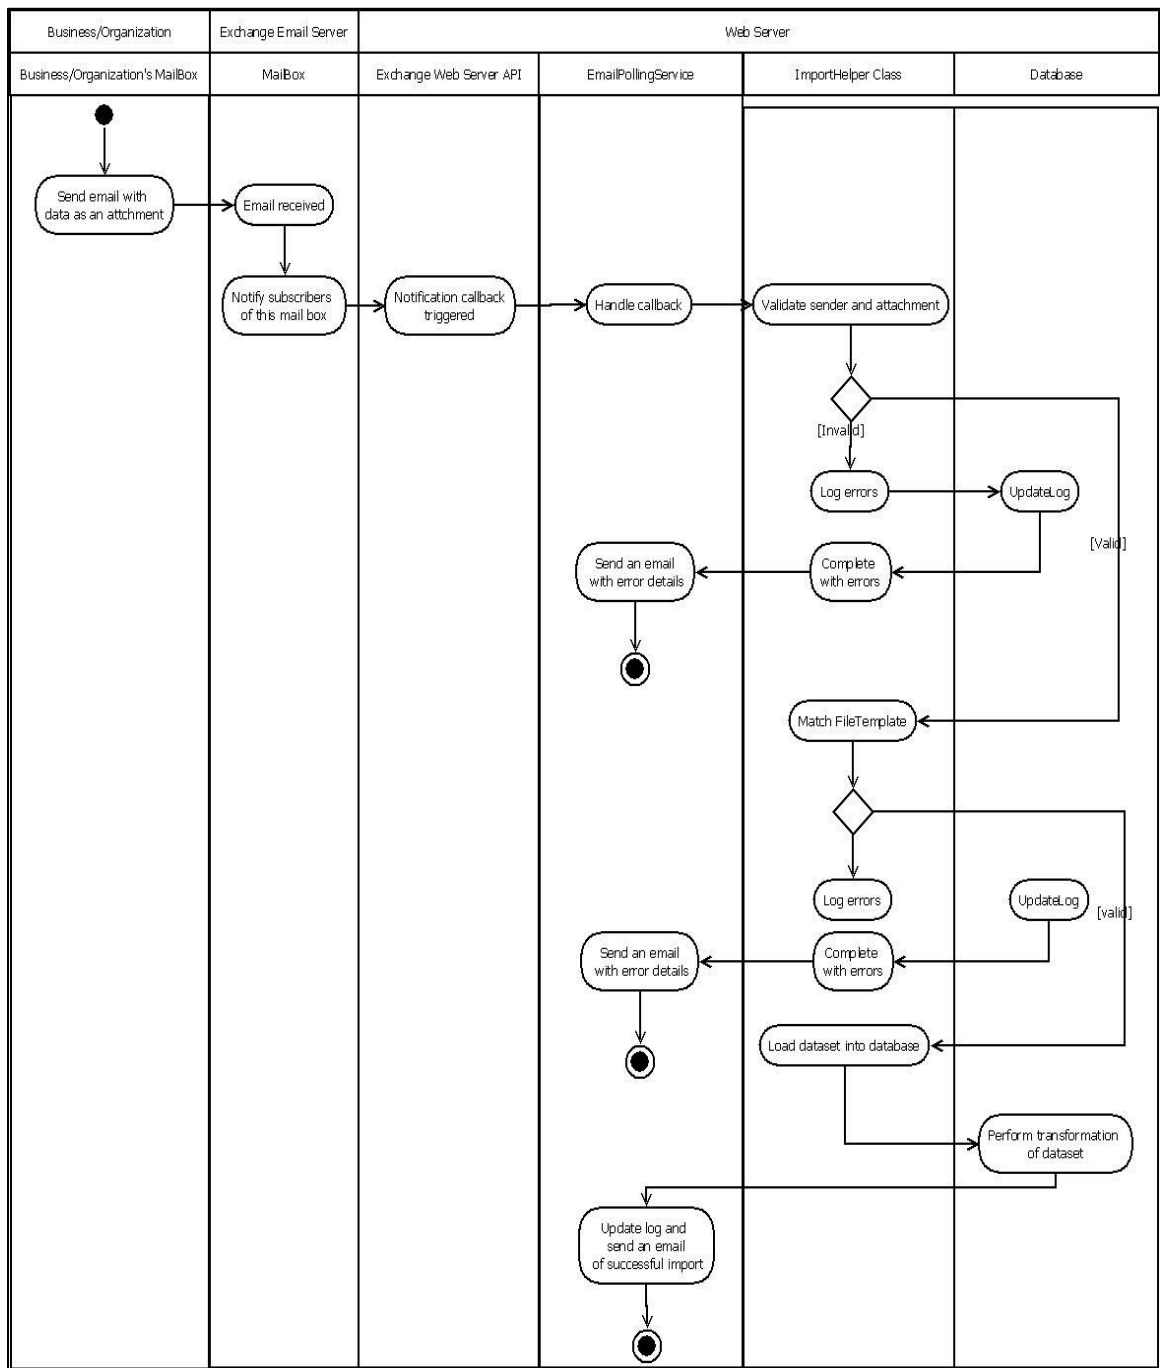 Business/Organization
Exchange Email Server
Web Server
Business/Organization's MailBox
MailBox
Exchange Web Server API
EmailPollingService
ImportHelper Class
Database
Send email with
data as an attchment
Email received
Notify subscribers
of this mail box
Notification callback
triggered
Handle callback
Validate sender and attachment
[Invalid]
Log errors
UpdateLog
[Valid]
Send an email
with error details
Complete
with errors
Match FileTemplate
Log errors
UpdateLog
[valid]
Send an email
with error details
Complete
with errors
Load dataset into database
Perform transformation
of dataset
Update log and
send an email
of successful import